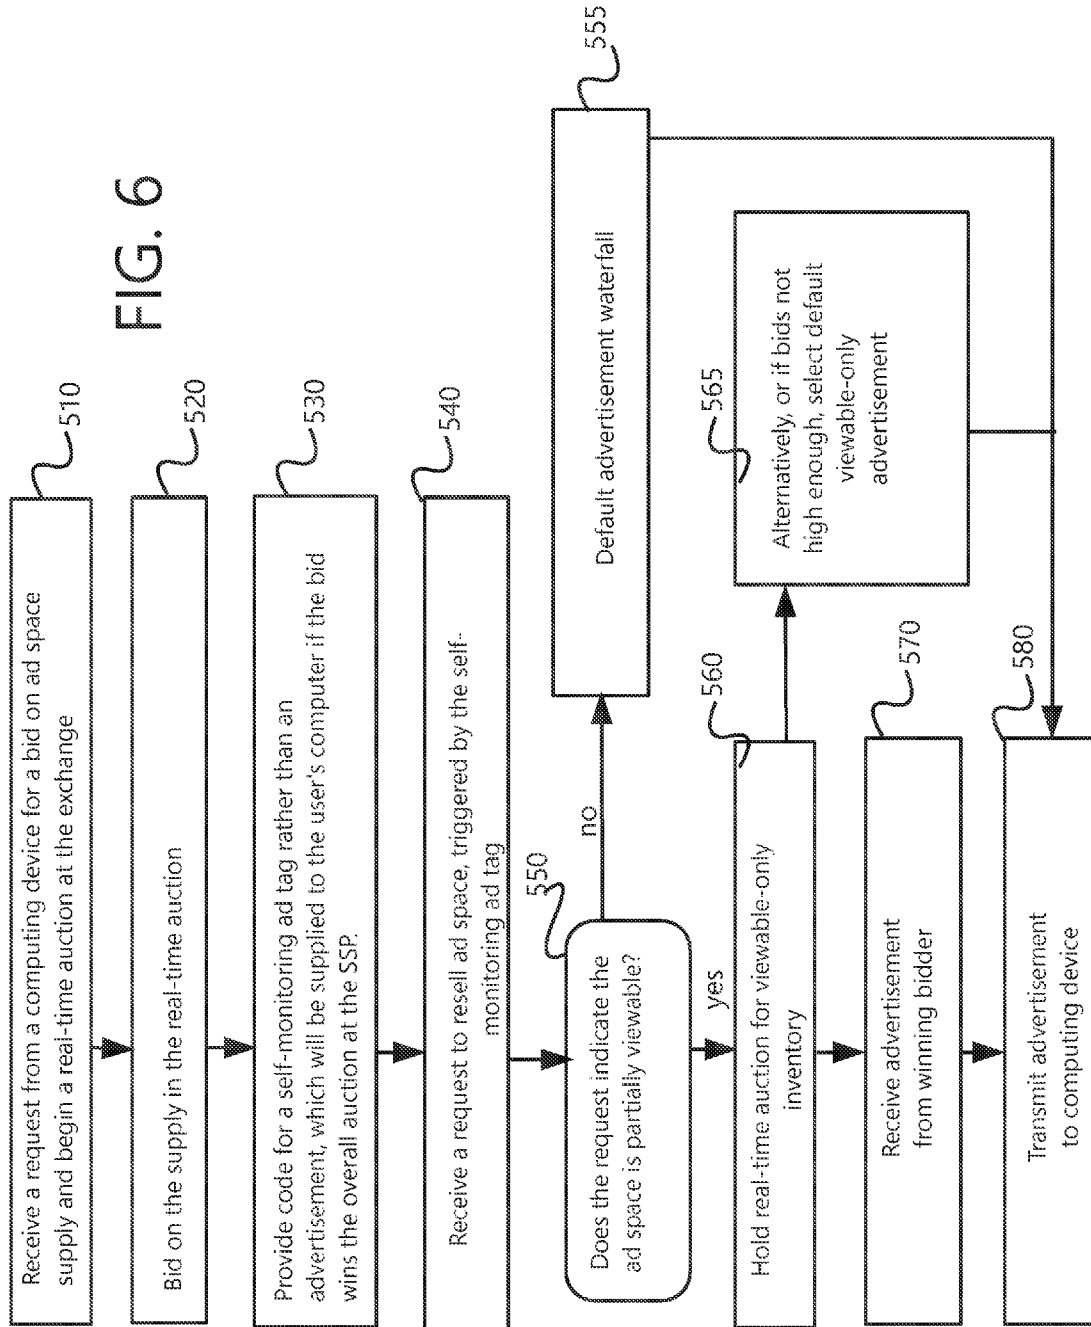 FIG. 6
510
Receive a request from a computing device for a bid on ad space
supply and begin a real-time auction at the exchange
520
Bid on the supply in the real-time auction
530
Provide code for a self-monitoring ad tag rather than an
advertisement, which will be supplied to the user's computer if the bid
wins the overall auction at the SSP.
540
Receive a request to resell ad space, triggered by the self-
monitoring ad tag
550
Does the request indicate the
ad space is partially viewable?
no
555
Default advertisement waterfall
yes
560
Hold real-time auction for viewable-only
inventory
565
Alternatively, or if bids not
high enough, select default
viewable-only
advertisement
570
Receive advertisement
from winning bidder
580
Transmit advertisement
to computing device